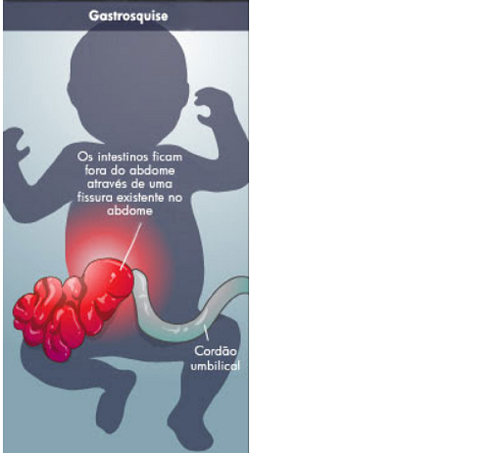 Gastrosquise
Os intestinos ficam
fora do abdome
através de uma
fissura existente no
abdome
Cordão
umbilical